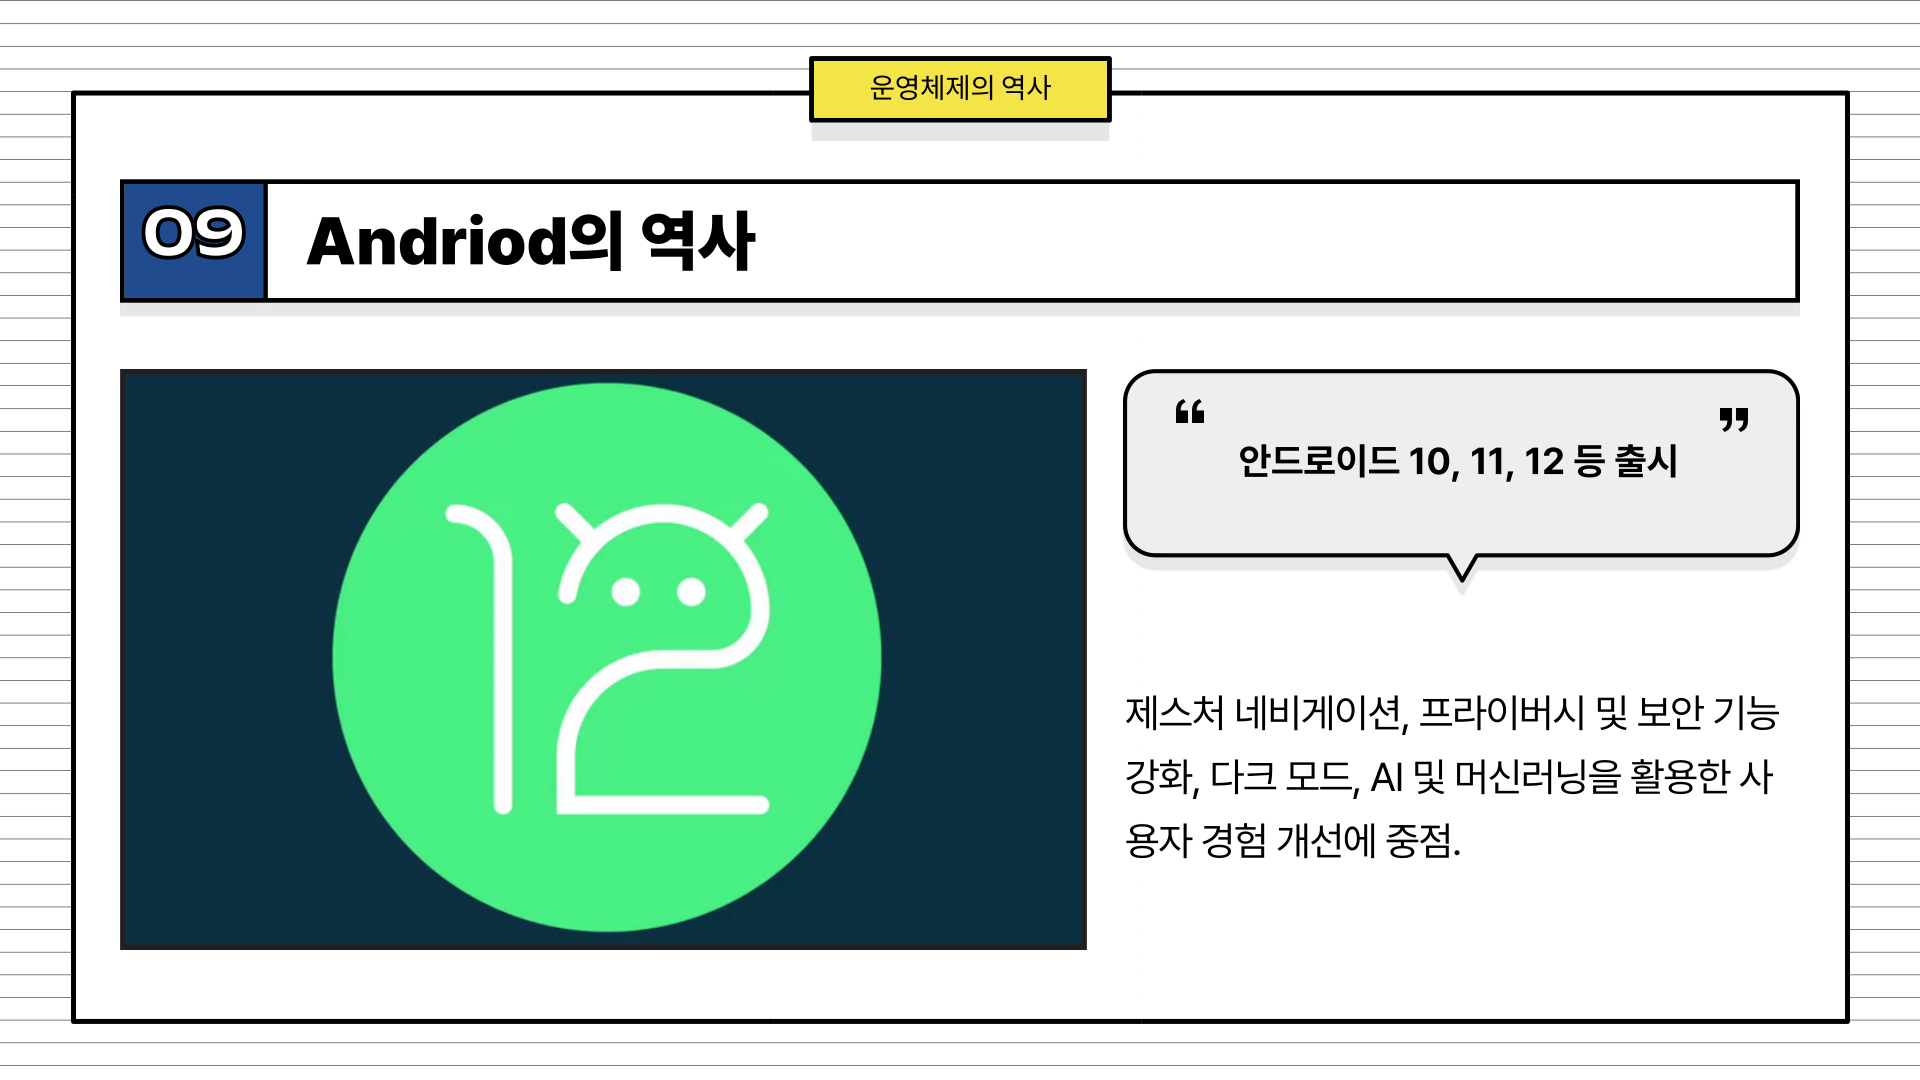 운영체제의 역사
09
Andriod의 역사
12
“ ”
안드로이드 10, 11, 12 등 출시
제스처 네비게이션, 프라이버시 및 보안 기능
강화, 다크 모드, AI 및 머신러닝을 활용한 사
용자 경험 개선에 중점.